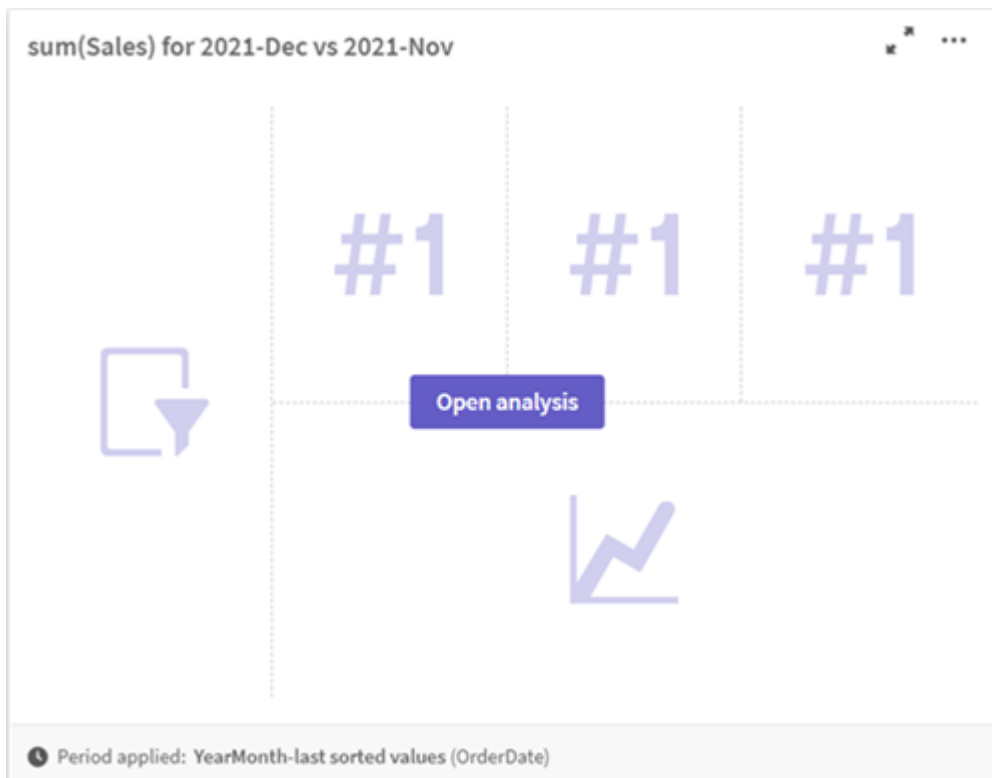 sum(Sales) for 2021-Dec vs 2021-Nov
#1 #1 #1
Open analysis
Period applied: YearMonth-last sorted values (OrderDate)